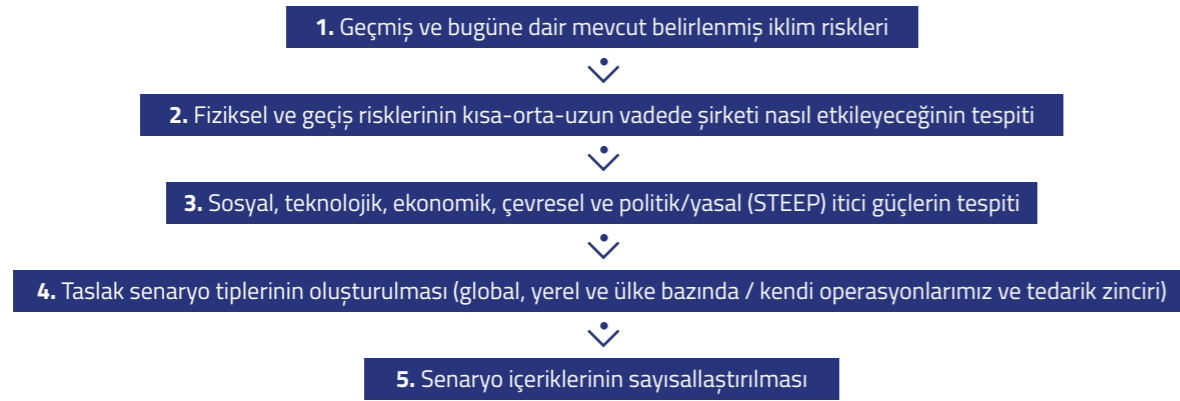 1. Geçmiş ve bugüne dair mevcut belirlenmiş iklim riskleri
2. Fiziksel ve geçiş risklerinin kısa-orta-uzun vadede şirketi nasıl etkileyeceğinin tespiti
3. Sosyal, teknolojik, ekonomik, çevresel ve politik/yasal (STEEP) itici güçlerin tespiti
4. Taslak senaryo tiplerinin oluşturulması (global, yerel ve ülke bazında / kendi operasyonlarımız ve tedarik zinciri)
5. Senaryo içeriklerinin sayısallaştırılması